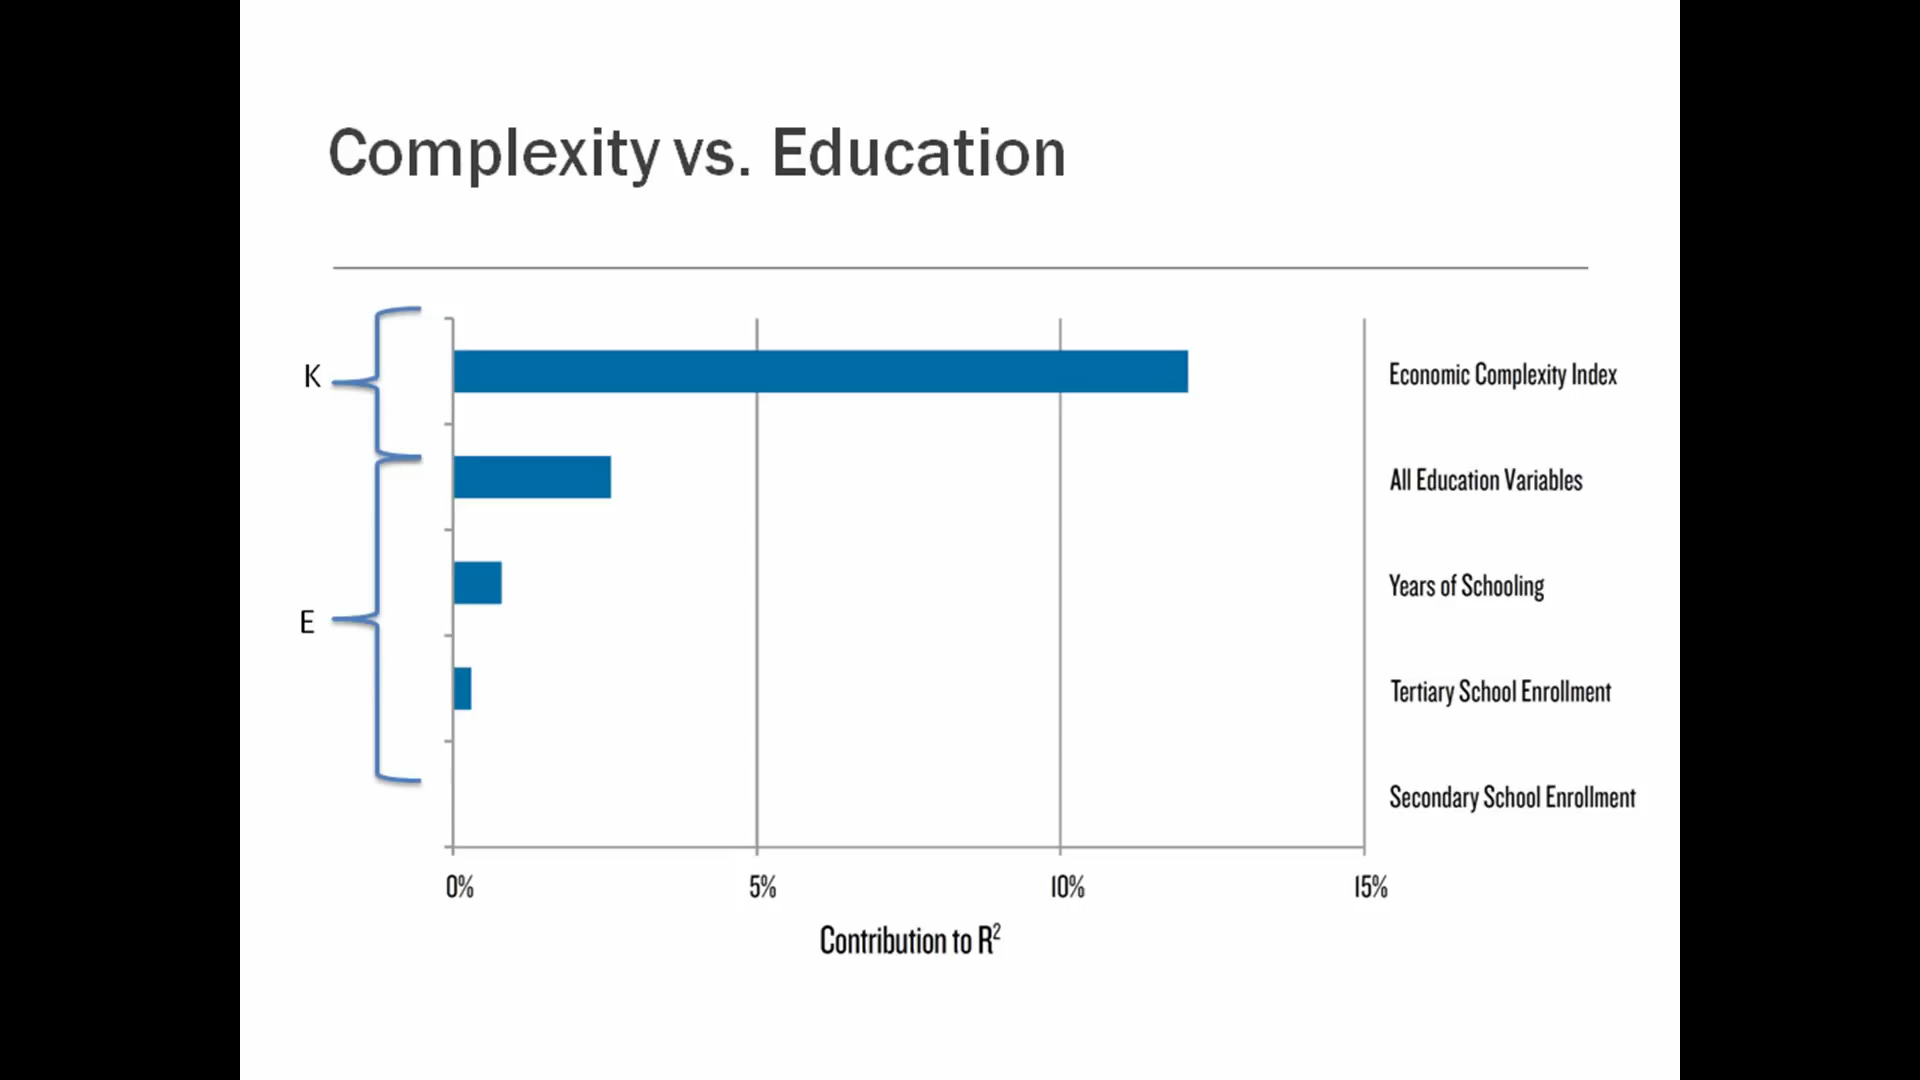 Complexity vs. Education
K
Economic Complexity Index
All Education Variables
Years of Schooling
E
Tertiary School Enrollment
Secondary School Enrollment
0% 5% 10% 15%
Contribution to R²